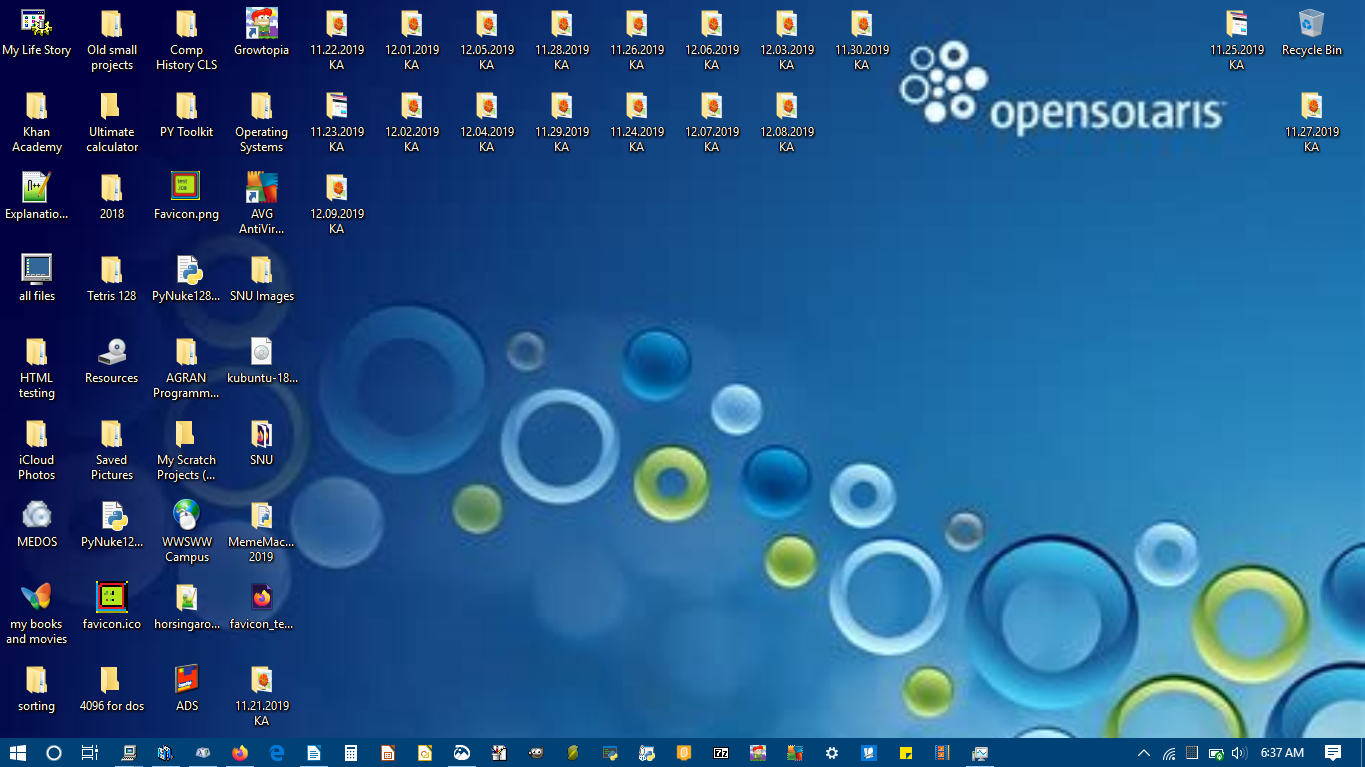 My Life Story
Old small
projects
Comp
History CLS
Growtopia
11.22.2019
KA
12.01.2019
KA
12.05.2019
KA
11.28.2019
KA
11.26.2019
KA
12.06.2019
KA
12.03.2019
KA
11.30.2019
KA
11.25.2019
KA
Recycle Bin
opensolaris
Khan
Academy
Ultimate
calculator
PY Toolkit
Operating
Systems
11.23.2019
KA
12.02.2019
KA
12.04.2019
KA
11.29.2019
KA
11.24.2019
KA
12.07.2019
KA
12.08.2019
KA
11.27.2019
KA
Explanatio...
2018
Favicon.png
AVG
AntiVir...
12.09.2019
KA
all files
Tetris 128
PyNuke128...
SNU Images
HTML
testing
Resources
AGRAN
Programm...
kubuntu-18...
iCloud
Photos
Saved
Pictures
My Scratch
Projects (...
SNU
MEDOS
PyNuke12...
WWSWW
Campus
MemeMac...
2019
my books
and movies
favicon.ico
horsingaro...
favicon_te...
sorting
4096 for dos
ADS
11.21.2019
KA
6:37 AM